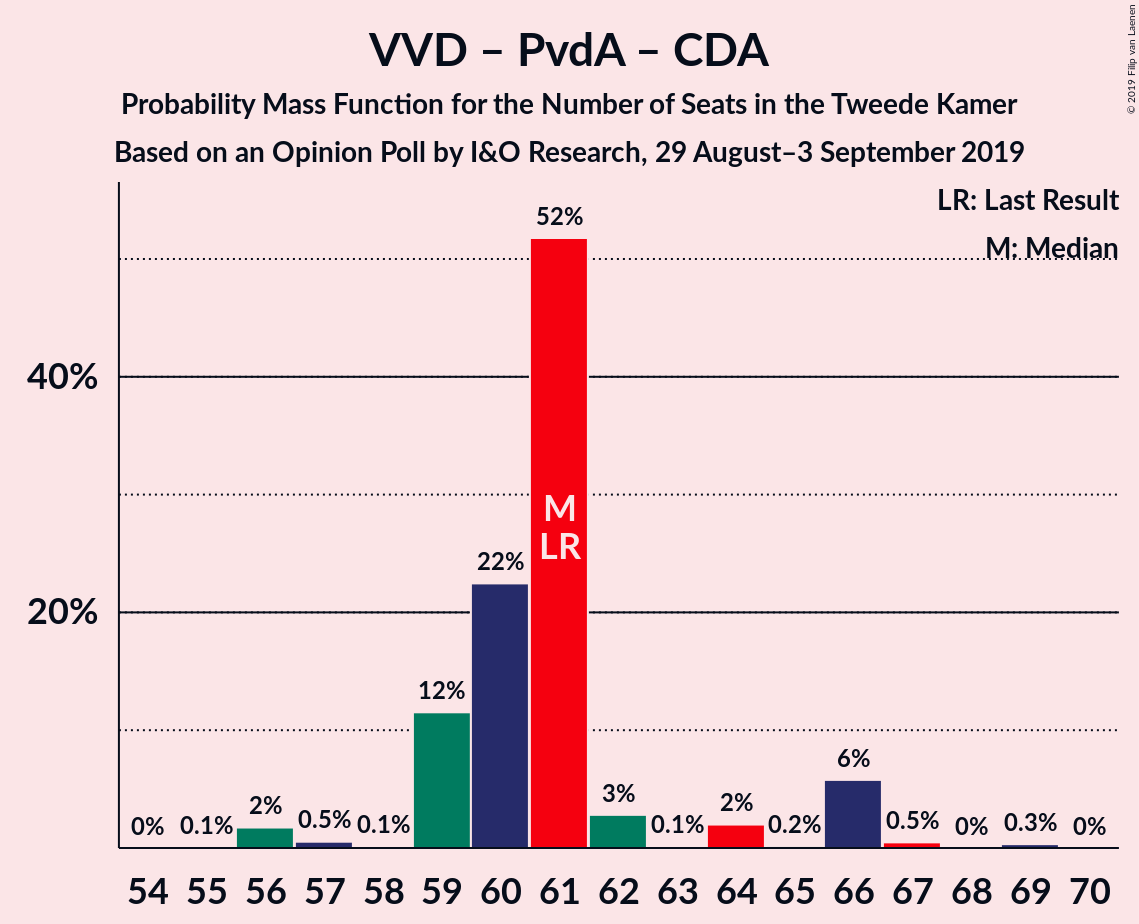 VVD – PvdA – CDA
Probability Mass Function for the Number of Seats in the Tweede Kamer
Based on an Opinion Poll by I&O Research, 29 August–3 September 2019
© 2019 Filip van Laenen
LR: Last Result
M: Median
40%
20%
0%
0.1%
2%
0.5%
0.1%
12%
22%
52%
M
LR
3%
0.1%
2%
0.2%
6%
0.5%
0%
0.3%
0%
54 55 56 57 58 59 60 61 62 63 64 65 66 67 68 69 70